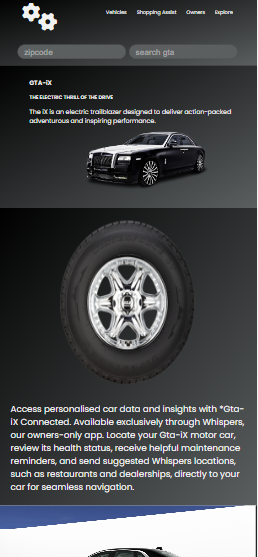 Vehicles Shopping Assist Owners Explore
zipcode search gta
GTA-iX
THE ELECTRIC THRILL OF THE DRIVE
The iX is an electric trailblazer designed to deliver action-packed
adventurous and inspiring performance.
Access personalised car data and insights with *Gta-
iX Connected. Available exclusively through Whispers,
our owners-only app. Locate your Gta-iX motor car,
review its health status, receive helpful maintenance
reminders, and send suggested Whispers locations,
such as restaurants and dealerships, directly to your
car for seamless navigation.